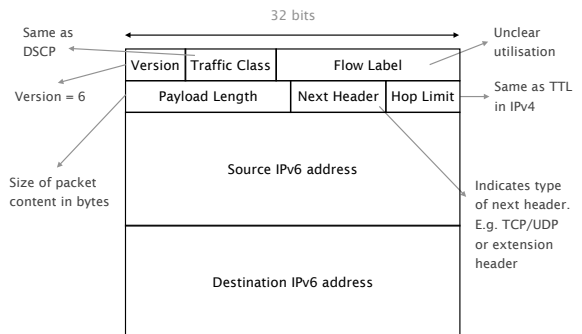 32 bits
Same as
DSCP
Unclear
utilisation
Version
Traffic Class
Flow Label
Version = 6
Payload Length
Next Header
Hop Limit
Same as TTL
in IPv4
Source IPv6 address
Size of packet
content in bytes
Indicates type
of next header.
E.g. TCP/UDP
or extension
header
Destination IPv6 address